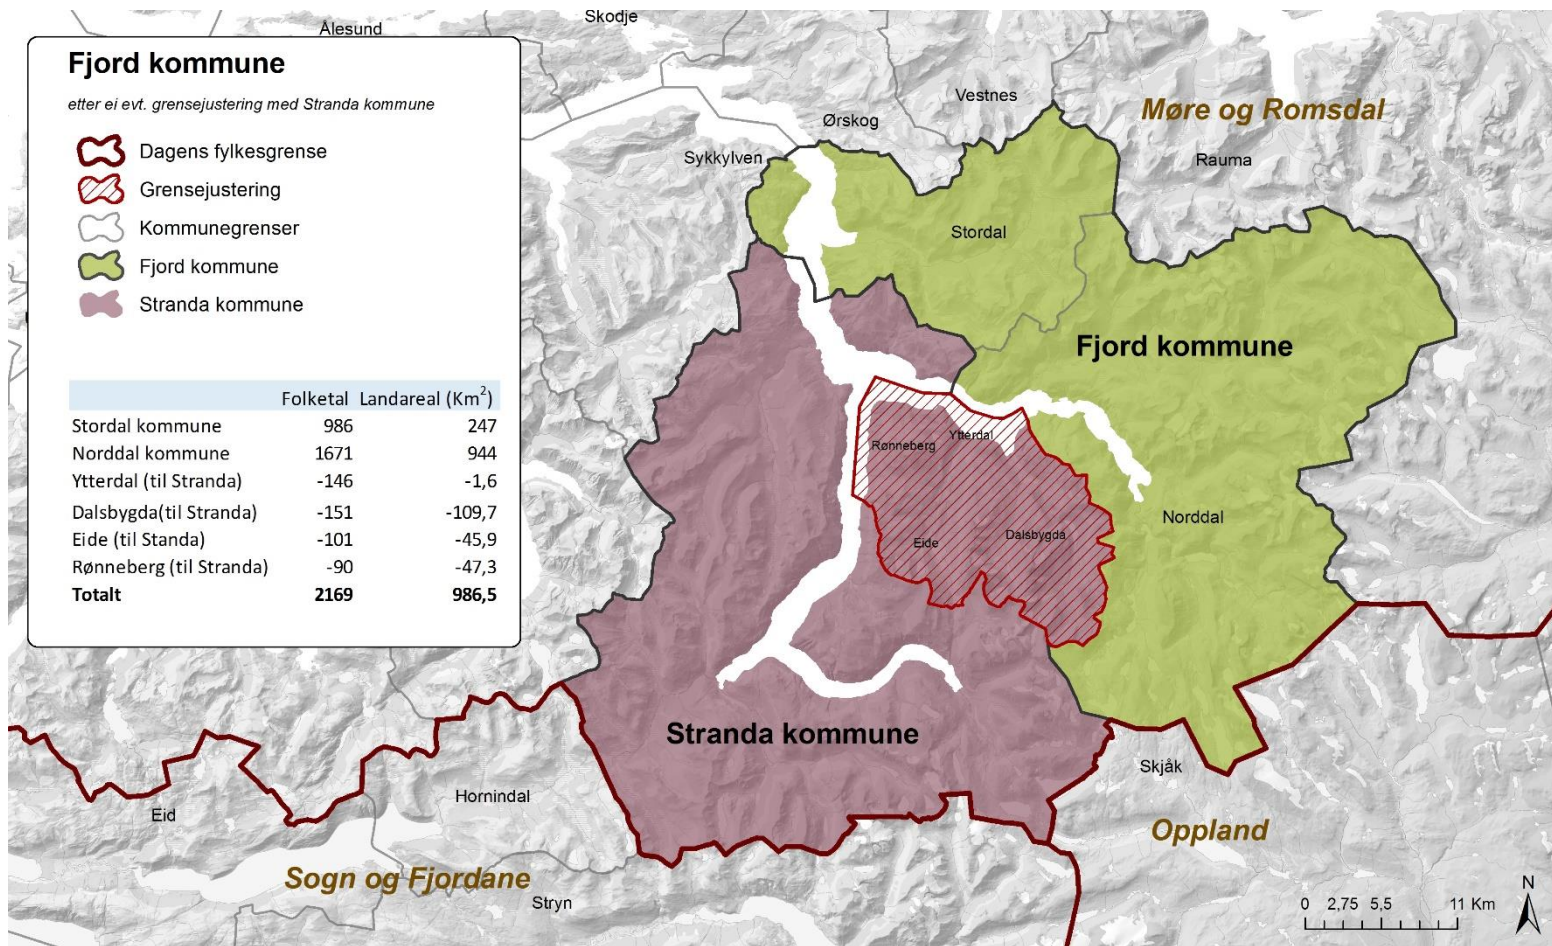 Fjord kommune
etter ei evt. grensejustering med Stranda kommune
Dagens fylkesgrense
Grensejustering
Kommunegrenser
Fjord kommune
Stranda kommune
Folketal Landareal (Km²)
Stordal kommune 986 247
Norddal kommune 1671 944
Ytterdal (til Stranda) -146 -1,6
Dalsbygda(til Stranda) -151 -109,7
Eide (til Standa) -101 -45,9
Rønneberg (til Stranda) -90 -47,3
Totalt 2169 986,5
Ålesund
Skodje
Vestnes
Ørskog
Møre og Romsdal
Sykkylven
Rauma
Stordal
Fjord kommune
Rønneberg
Ytterdal
Norddal
Eide
Dalsbygda
Stranda kommune
Skjåk
Hornindal
Eid
Oppland
Sogn og Fjordane
Stryn
N
0 2,75 5,5 11 Km